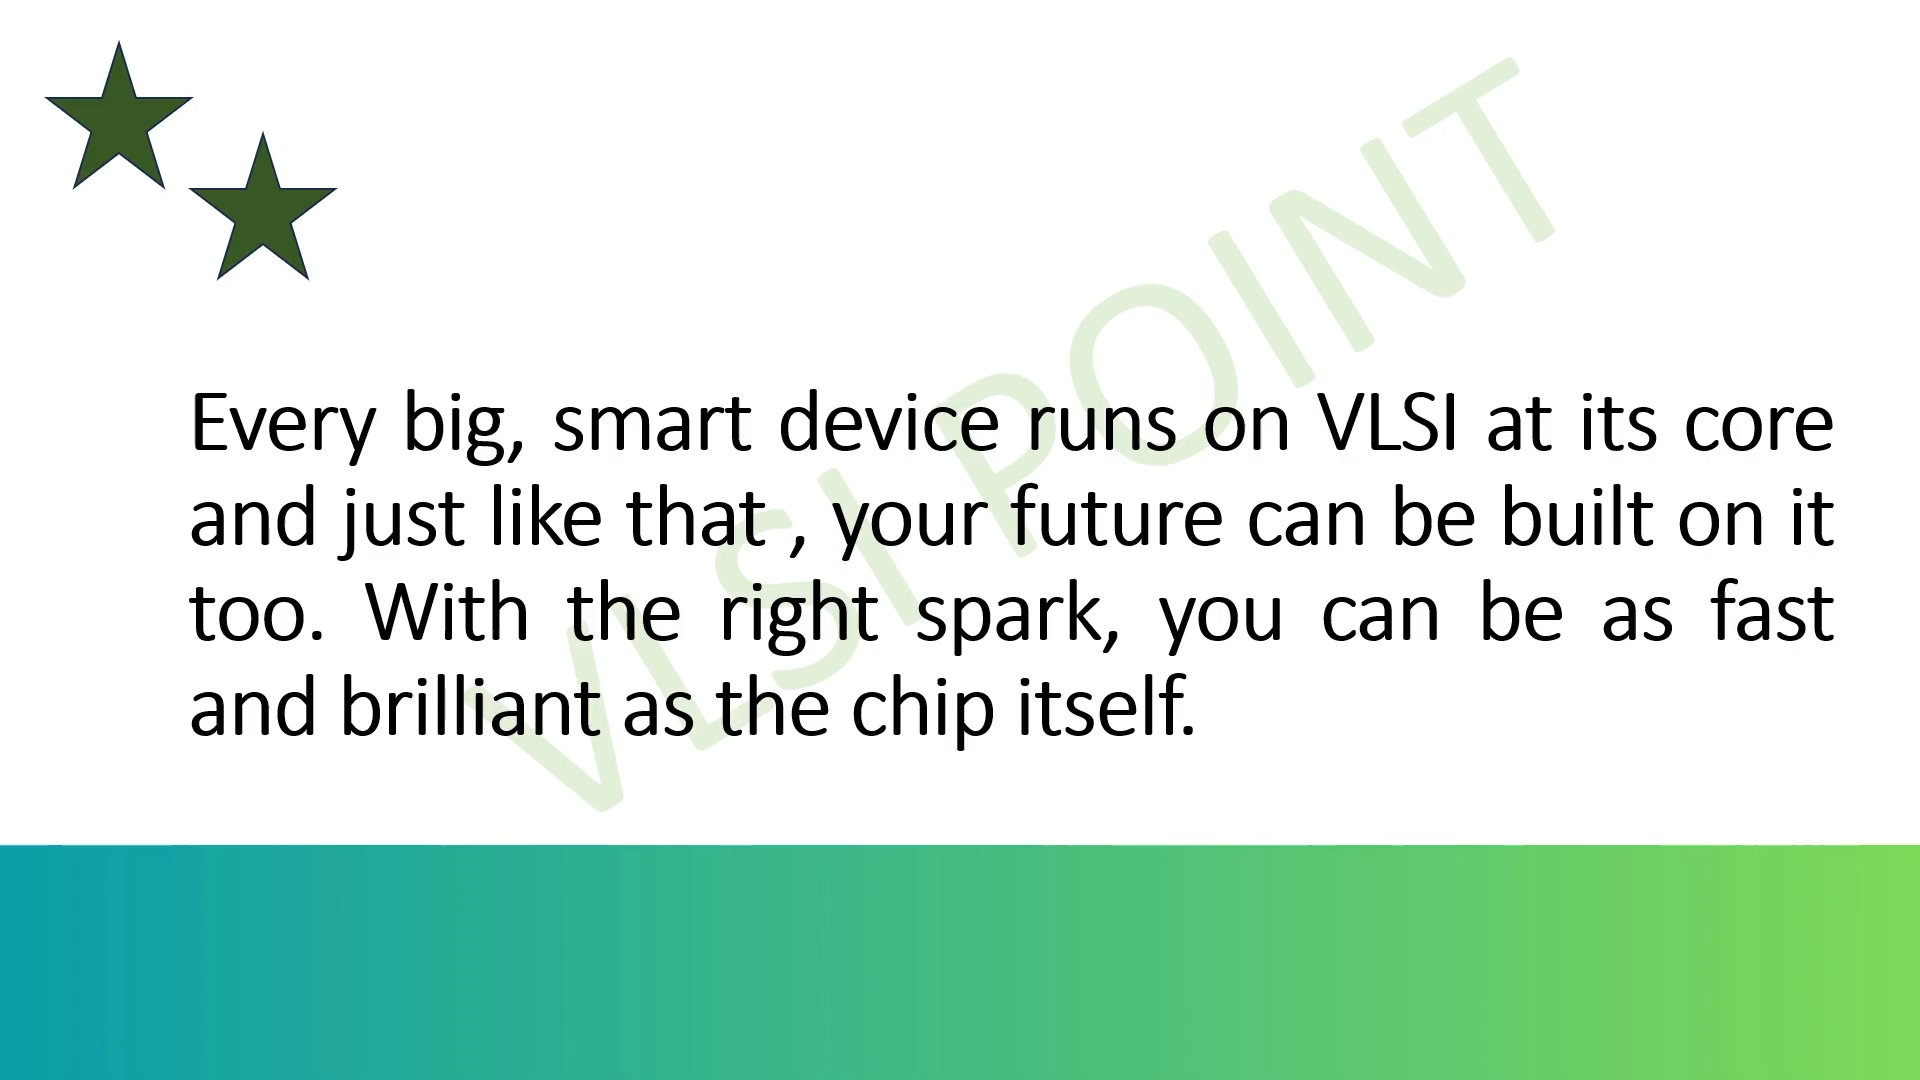 Every big, smart device runs on VLSI at its core
and just like that , your future can be built on it
too. With the right spark, you can be as fast
and brilliant as the chip itself.
VLSI POINT